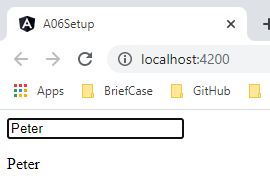 A06Setup
localhost:4200
Apps BriefCase GitHub
Peter
Peter